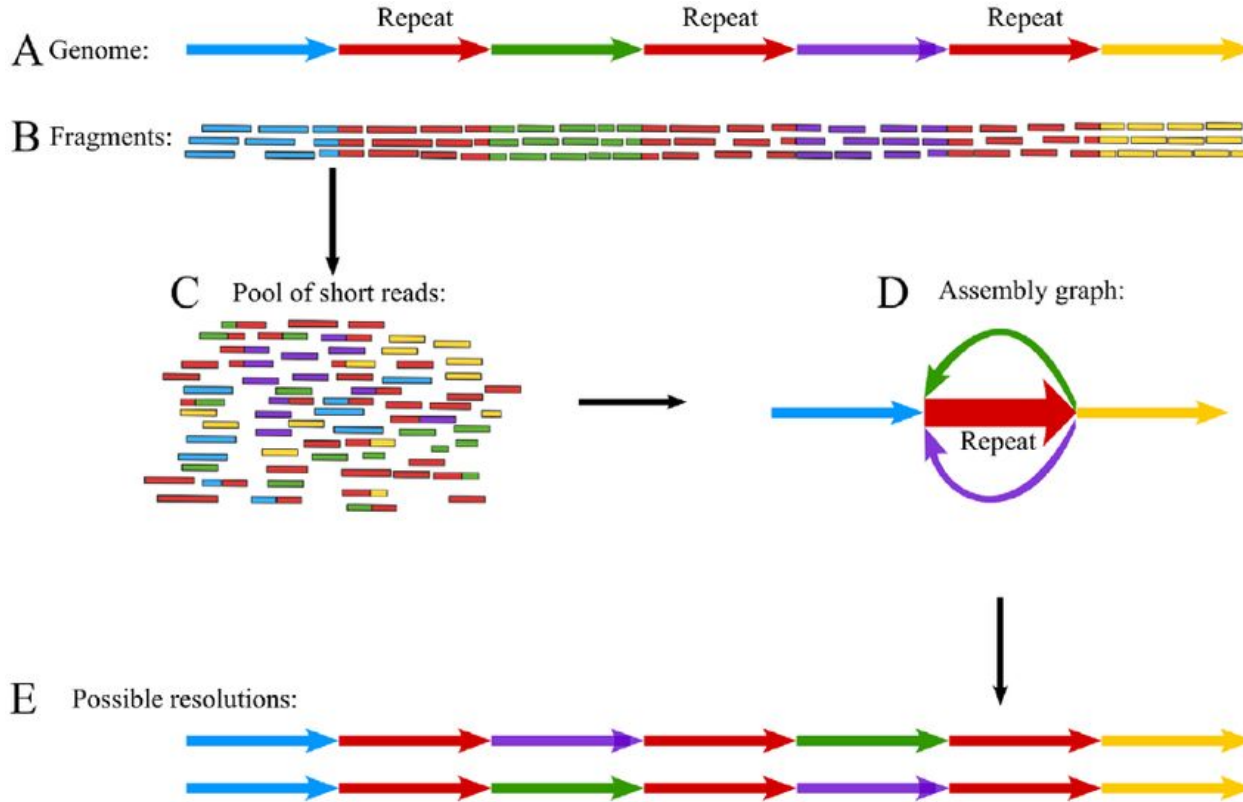 Repeat Repeat Repeat
A Genome:
B Fragments:
C Pool of short reads:
D Assembly graph:
Repeat
E Possible resolutions: